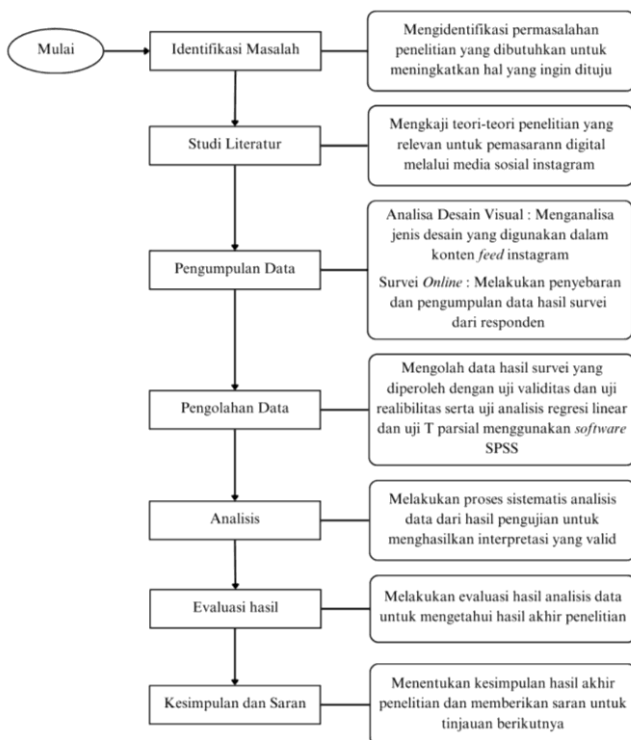 Mulai
Identifikasi Masalah
Mengidentifikasi permasalahan
penelitian yang dibutuhkan untuk
meningkatkan hal yang ingin dituju
Studi Literatur
Mengkaji teori-teori penelitian yang
relevan untuk pemasarann digital
melalui media sosial instagram
Pengumpulan Data
Analisa Desain Visual : Menganalisa
jenis desain yang digunakan dalam
konten feed instagram
Survei Online : Melakukan penyebaran
dan pengumpulan data hasil survei
dari responden
Pengolahan Data
Mengolah data hasil survei yang
diperoleh dengan uji validitas dan uji
realibilitas serta uji analisis regresi linear
dan uji T parsial menggunakan software
SPSS
Analisis
Melakukan proses sistematis analisis
data dari hasil pengujian untuk
menghasilkan interpretasi yang valid
Evaluasi hasil
Melakukan evaluasi hasil analisis data
untuk mengetahui hasil akhir penelitian
Kesimpulan dan Saran
Menentukan kesimpulan hasil akhir
penelitian dan memberikan saran untuk
tinjauan berikutnya